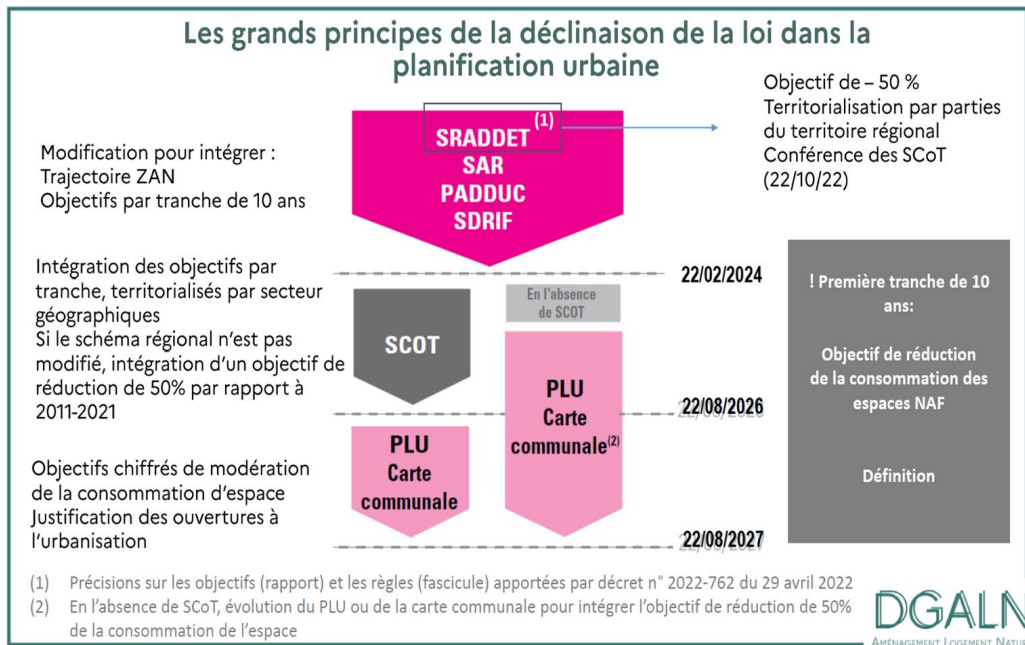 Les grands principes de la déclinaison de la loi dans la
planification urbaine
Modification pour intégrer :
Trajectoire ZAN
Objectifs par tranche de 10 ans
SRADDET (1)
SAR
PADDUC
SDRIF
Objectif de – 50 %
Territorialisation par parties
du territoire régional
Conférence des SCoT
(22/10/22)
22/02/2024
Intégration des objectifs par
tranche, territorialisés par secteur
géographiques
Si le schéma régional n'est pas
modifié, intégration d'un objectif de
réduction de 50% par rapport à
2011-2021
SCOT
En l'absence
de SCOT
PLU
Carte
communale(2)
22/08/2026
Objectifs chiffrés de modération
de la consommation d'espace
Justification des ouvertures à
l'urbanisation
PLU
Carte
communale
22/08/2027
! Première tranche de 10
ans:
Objectif de réduction
de la consommation des
espaces NAF
Définition
(1) Précisions sur les objectifs (rapport) et les règles (fascicule) apportées par décret n° 2022-762 du 29 avril 2022
(2) En l'absence de SCoT, évolution du PLU ou de la carte communale pour intégrer l'objectif de réduction de 50%
de la consommation de l'espace
DGALN
AMÉNAGEMENT LOGEMENT NATUR